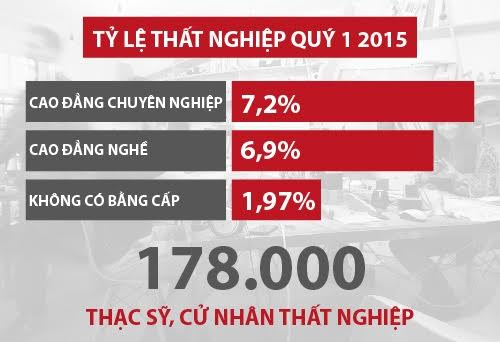 TỶ LỆ THẤT NGHIỆP QUÝ 1 2015
CAO ĐẲNG CHUYÊN NGHIỆP 7,2%
CAO ĐẲNG NGHỀ 6,9%
KHÔNG CÓ BẰNG CẤP 1,97%
178.000
THẠC SỸ, CỬ NHÂN THẤT NGHIỆP